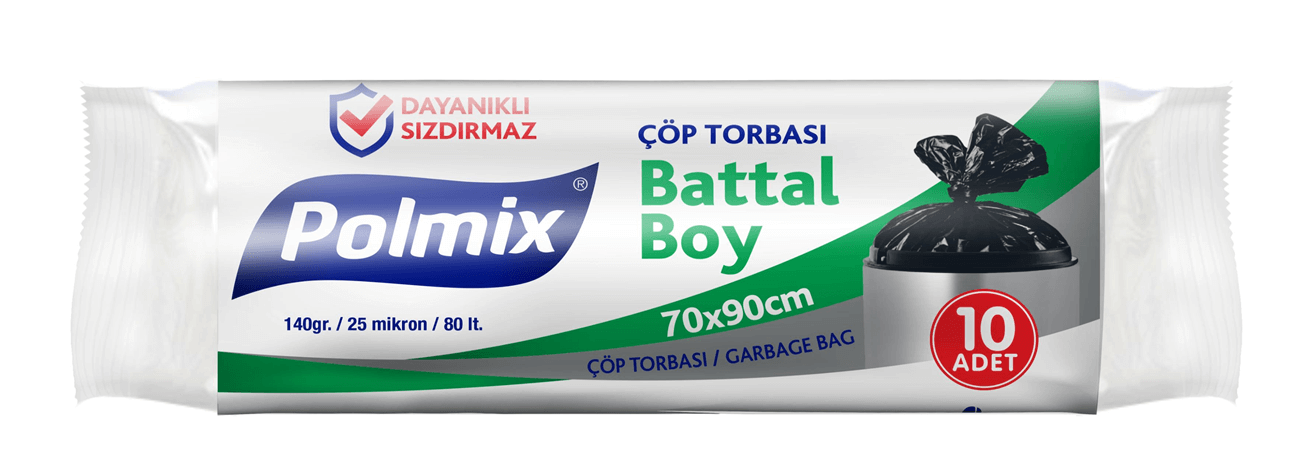 DAYANIKLI
SIZDIRMAZ
Polmix®
140gr. / 25 mikron / 80 lt.
ÇÖP TORBASI
Battal
Boy
70x90cm
ÇÖP TORBASI / GARBAGE BAG
10
ADET